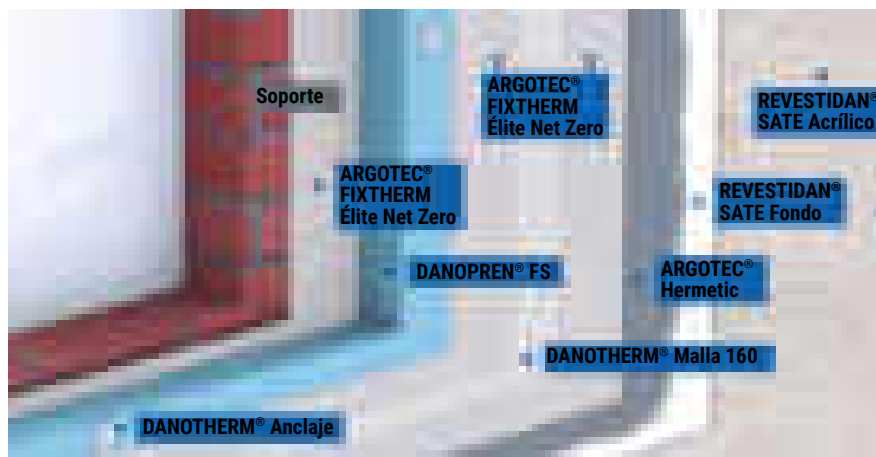 Soporte
ARGOTEC®
FIXTHERM
Élite Net Zero
REVESTIDAN®
SATE Acrílico
ARGOTEC®
FIXTHERM
Élite Net Zero
REVESTIDAN®
SATE Fondo
DANOPREN® FS
ARGOTEC®
Hermetic
DANOTHERM® Malla 160
DANOTHERM® Anclaje